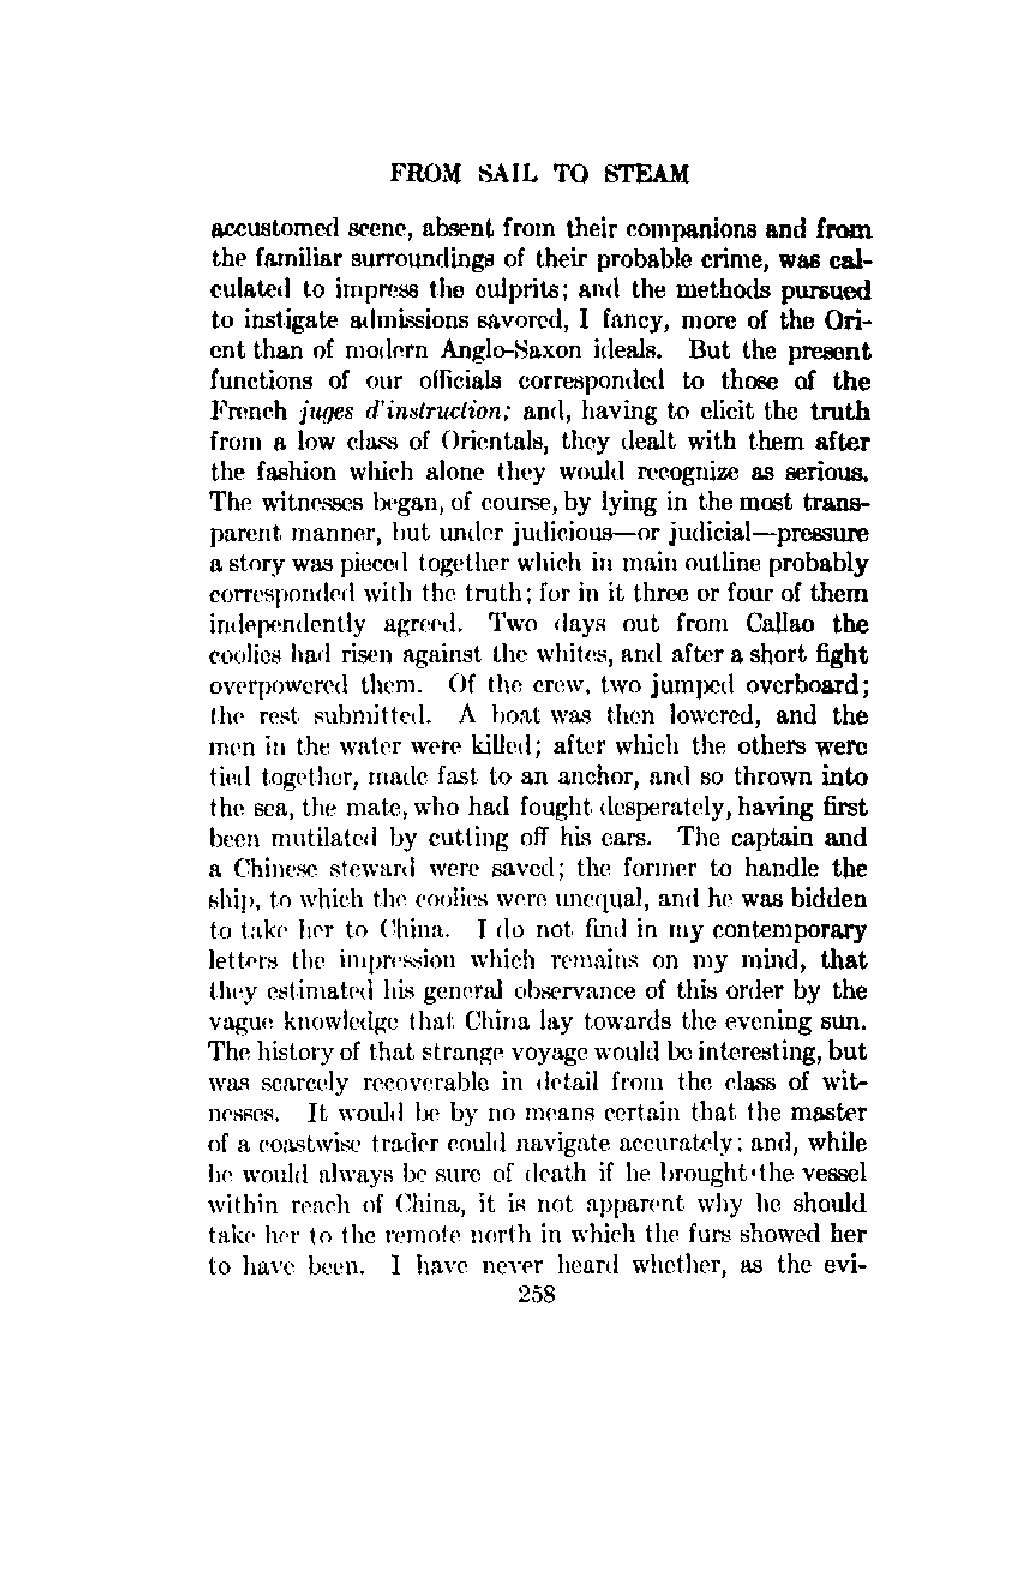 FROM SAIL TO STEAM
accustomed scene, absent from their companions and from
the familiar surroundings of their probable crime, was cal-
culated to impress the culprits; and the methods pursued
to instigate admissions savored, I fancy, more of the Ori-
ent than of modern Anglo-Saxon ideals. But the present
functions of our officials corresponded to those of the
French juges d'instruction; and, having to elicit the truth
from a low class of Orientals, they dealt with them after
the fashion which alone they would recognize as serious.
The witnesses began, of course, by lying in the most trans-
parent manner, but under judicious—or judicial—pressure
a story was pieced together which in main outline probably
corresponded with the truth; for in it three or four of them
independently agreed. Two days out from Callao the
coolies had risen against the whites, and after a short fight
overpowered them. Of the crew, two jumped overboard;
the rest submitted. A boat was then lowered, and the
men in the water were killed; after which the others were
tied together, made fast to an anchor, and so thrown into
the sea, the mate, who had fought desperately, having first
been mutilated by cutting off his ears. The captain and
a Chinese steward were saved; the former to handle the
ship, to which the coolies were unequal, and he was bidden
to take her to China. I do not find in my contemporary
letters the impression which remains on my mind, that
they estimated his general observance of this order by the
vague knowledge that China lay towards the evening sun.
The history of that strange voyage would be interesting, but
was scarcely recoverable in detail from the class of wit-
nesses. It would be by no means certain that the master
of a coastwise trader could navigate accurately; and, while
he would always be sure of death if he brought the vessel
within reach of China, it is not apparent why he should
take her to the remote north in which the furs showed her
to have been. I have never heard whether, as the evi-
258